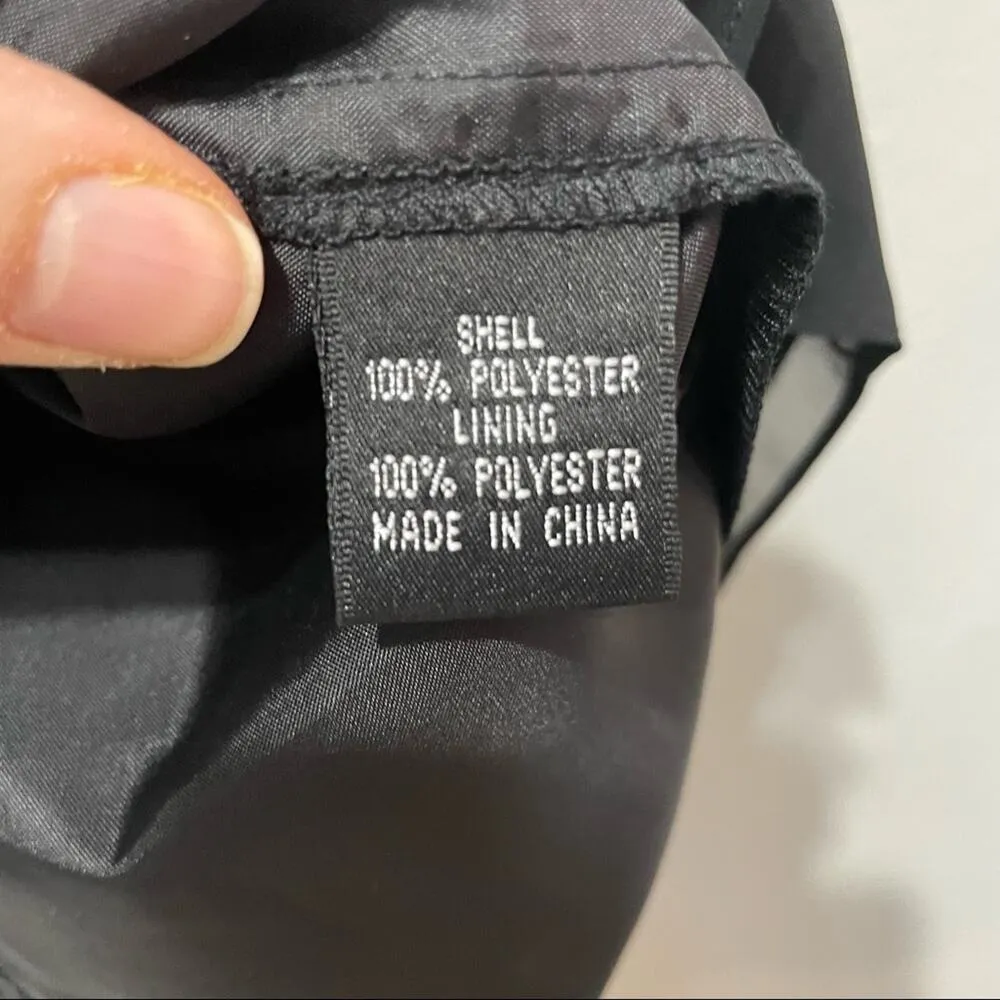 SHELL
100% POLYESTER
LINING
100% POLYESTER
MADE IN CHINA